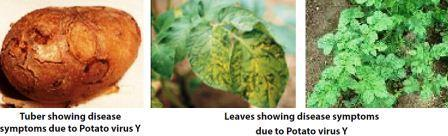 Tuber showing disease
symptoms due to Potato virus Y
Leaves showing disease symptoms
due to Potato virus Y